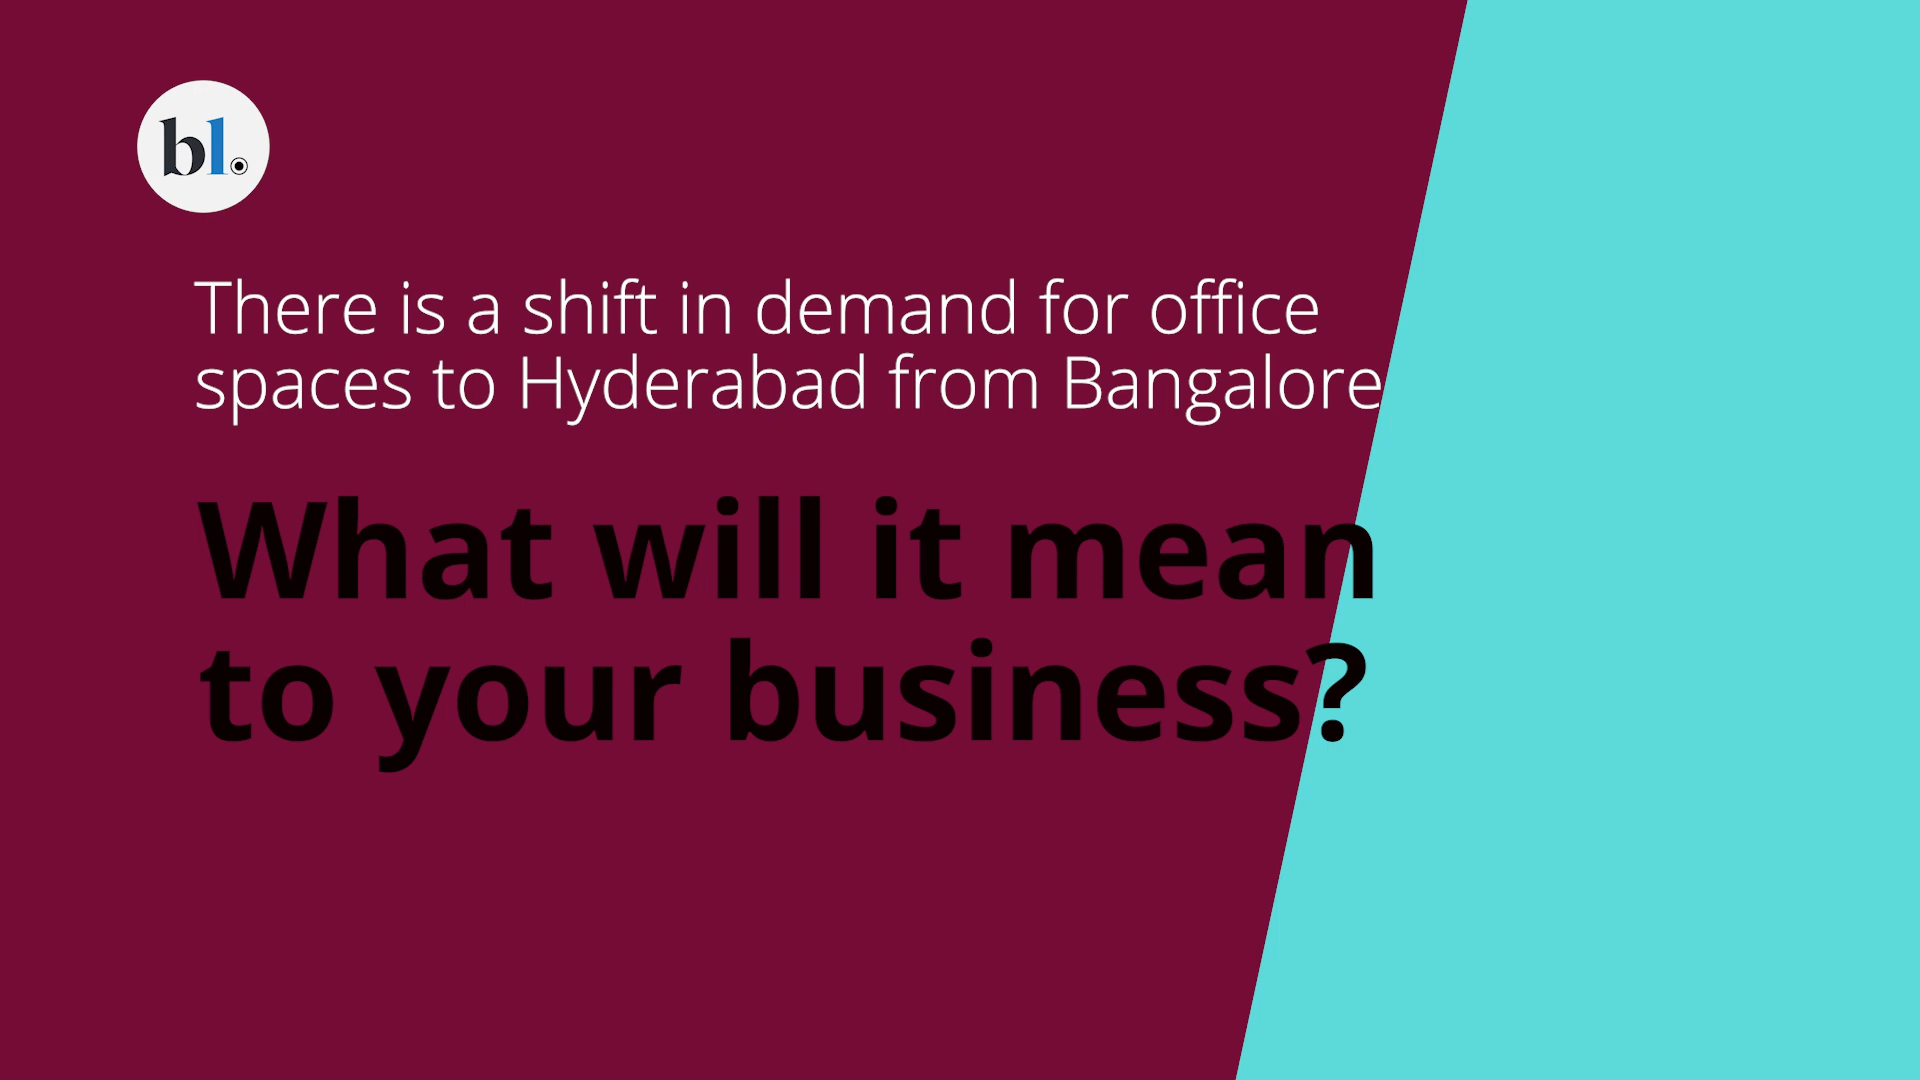 bl.
There is a shift in demand for office
spaces to Hyderabad from Bangalore
What will it mean
to your business?